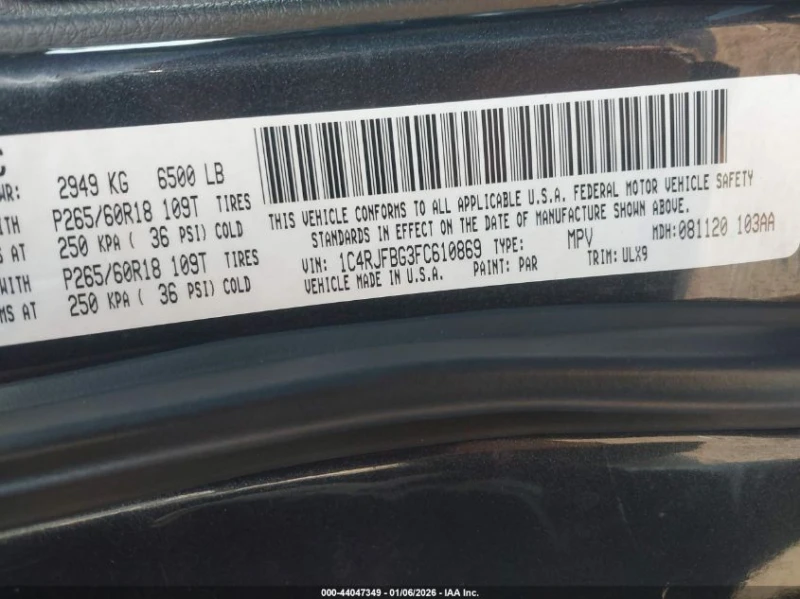 2949 KG 6500 LB
P265/60R18 109T TIRES
250 KPA ( 36 PSI) COLD
WITH P265/60R18 109T TIRES
MS AT 250 KPA ( 36 PSI) COLD
THIS VEHICLE CONFORMS TO ALL APPLICABLE U.S.A. FEDERAL MOTOR VEHICLE SAFETY
STANDARDS IN EFFECT ON THE DATE OF MANUFACTURE SHOWN ABOVE.
VIN: 1C4RJFBG3FC610869 TYPE: MPV MDH: 081120 103AA
VEHICLE MADE IN U.S.A. PAINT: PAR TRIM: ULX9
000-44047349 - 01/06/2026 - IAA Inc.